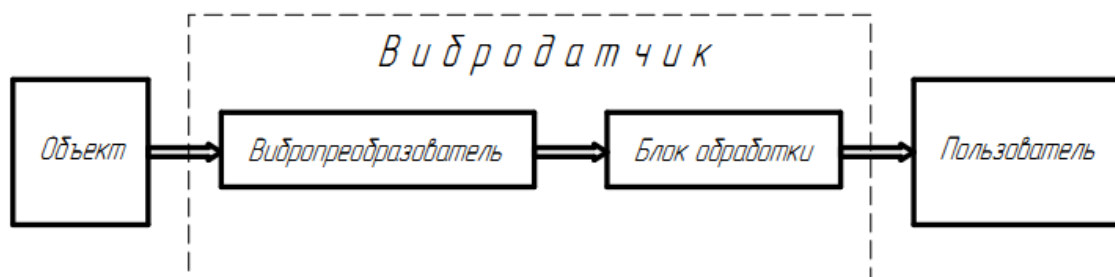 Вибродатчик
Объект
Вибропреобразователь
Блок обработки
Пользователь